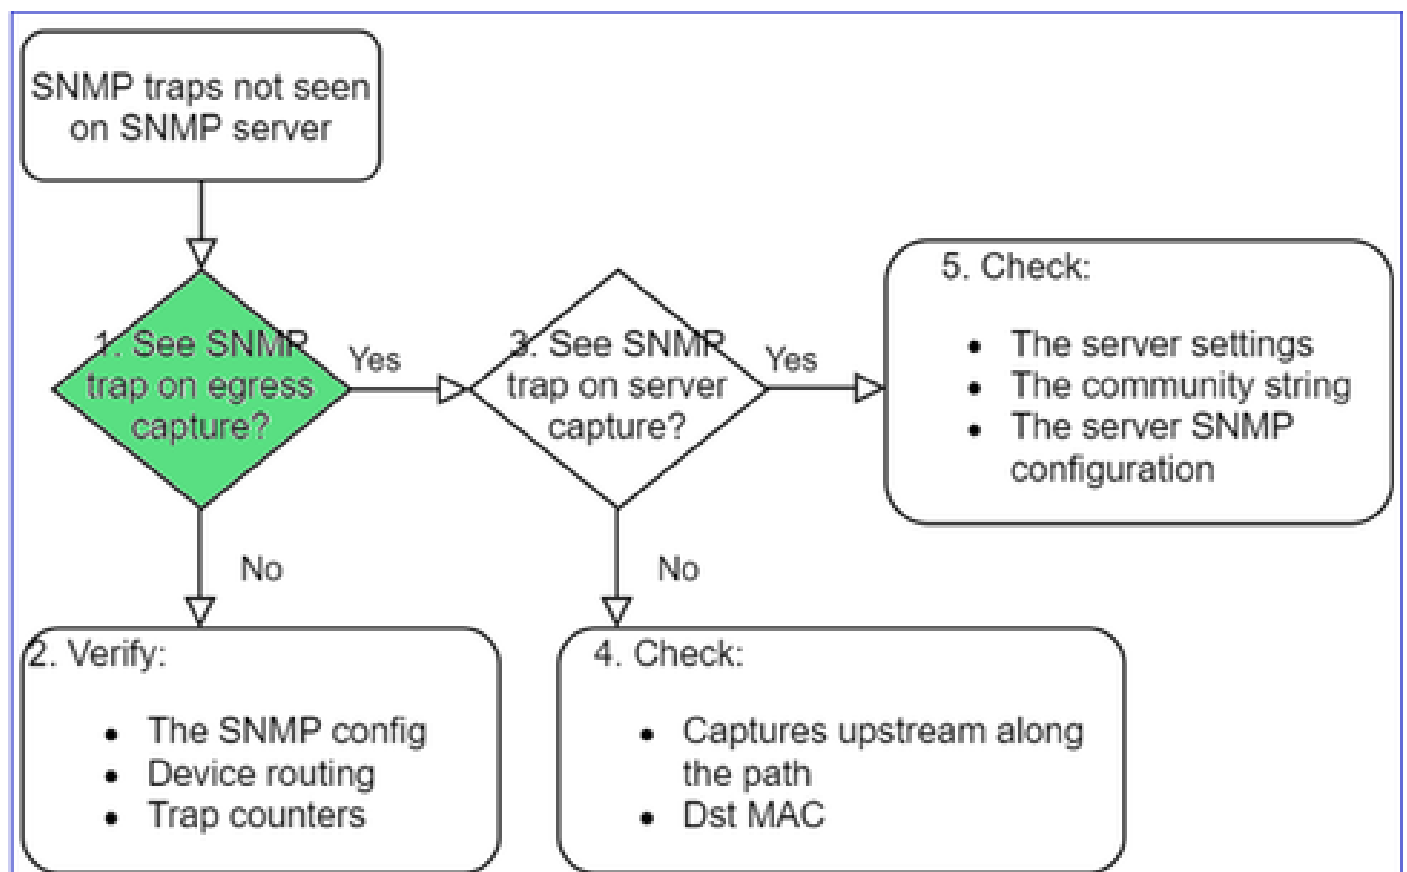 SNMP traps not seen
on SNMP server
1. See SNMP
trap on egress
capture?
Yes
3. See SNMP
trap on server
capture?
Yes
5. Check:
• The server settings
• The community string
• The server SNMP
configuration
No
No
2. Verify:
• The SNMP config
• Device routing
• Trap counters
4. Check:
• Captures upstream along
the path
• Dst MAC